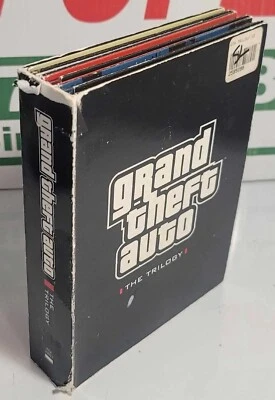 grand
theft
auto
THE TRILOGY
grand theft auto
THE
TRILOGY